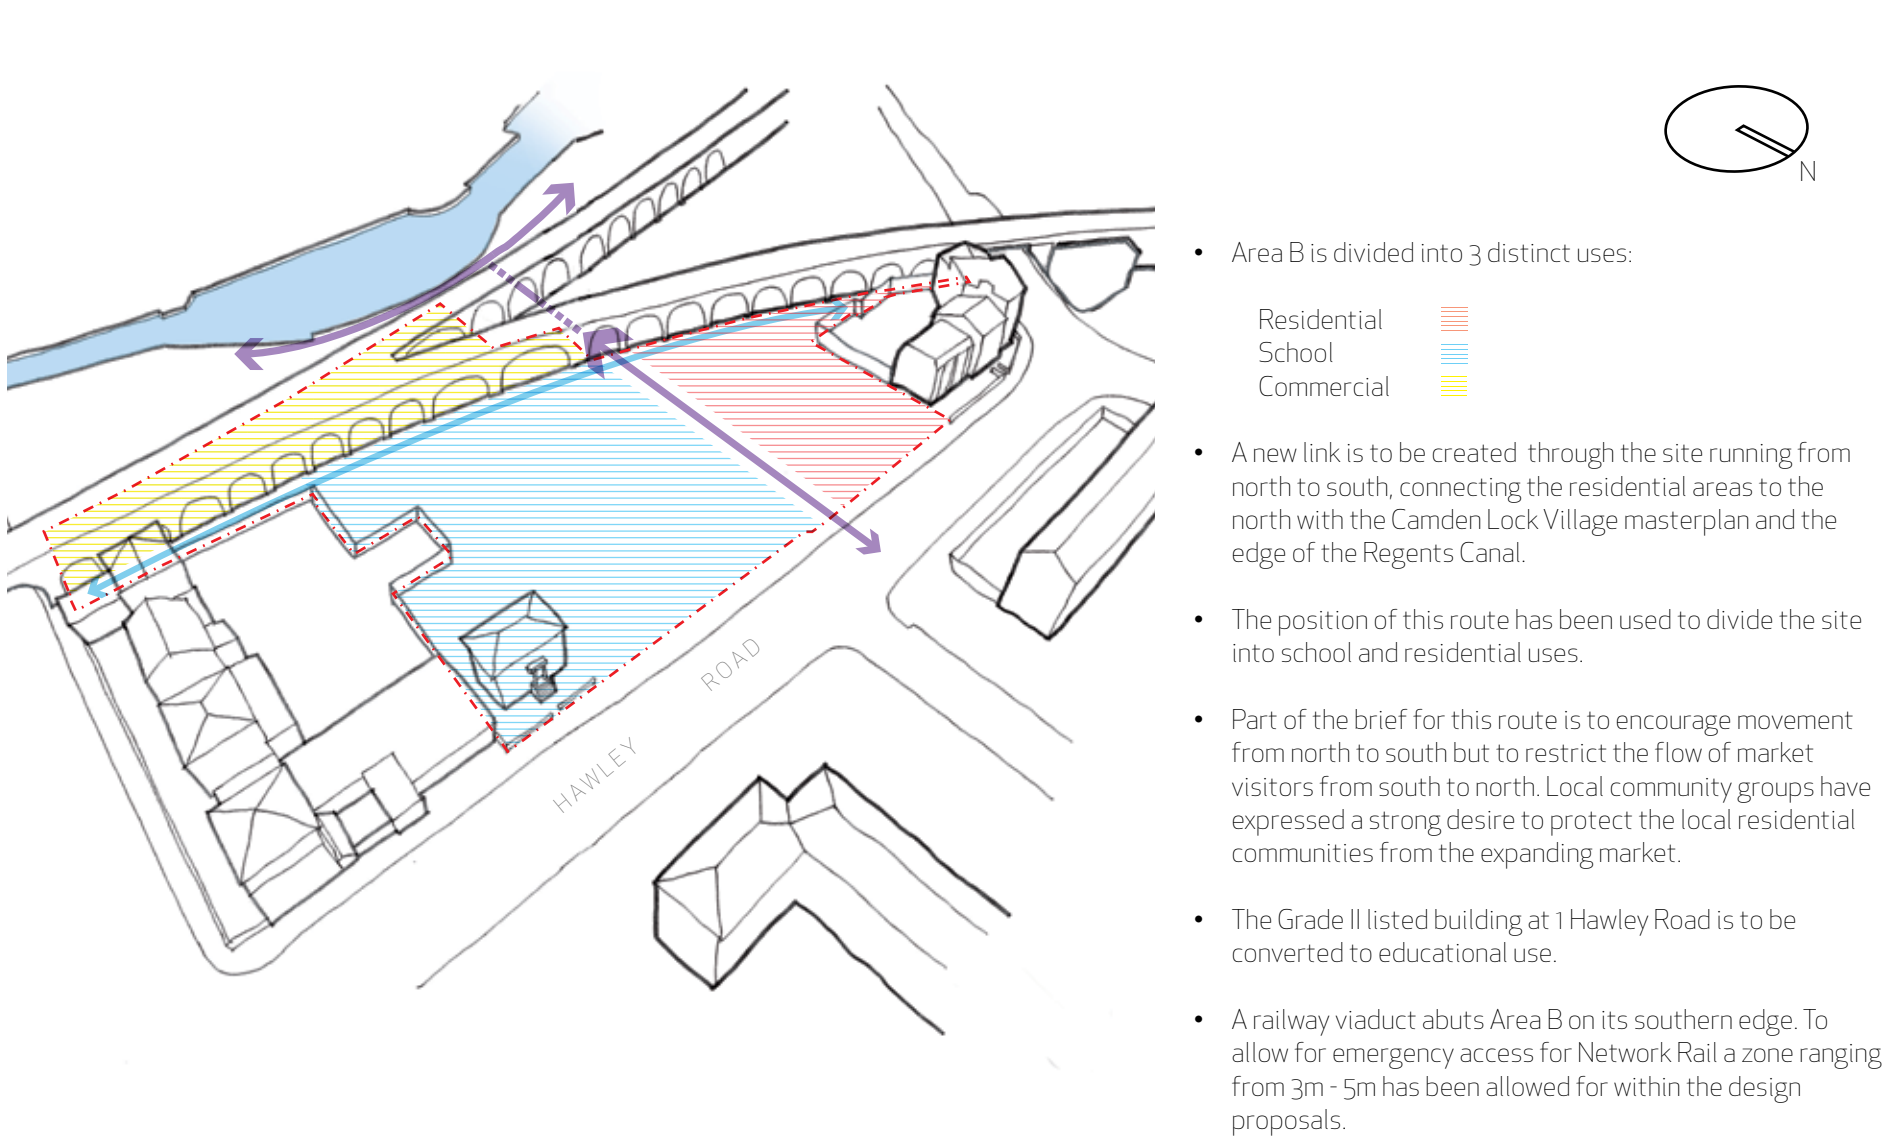 N
• Area B is divided into 3 distinct uses:
Residential
School
Commercial
• A new link is to be created through the site running from
north to south, connecting the residential areas to the
north with the Camden Lock Village masterplan and the
edge of the Regents Canal.
• The position of this route has been used to divide the site
into school and residential uses.
• Part of the brief for this route is to encourage movement
from north to south but to restrict the flow of market
visitors from south to north. Local community groups have
expressed a strong desire to protect the local residential
communities from the expanding market.
• The Grade II listed building at 1 Hawley Road is to be
converted to educational use.
• A railway viaduct abuts Area B on its southern edge. To
allow for emergency access for Network Rail a zone ranging
from 3m - 5m has been allowed for within the design
proposals.
HAWLEY ROAD